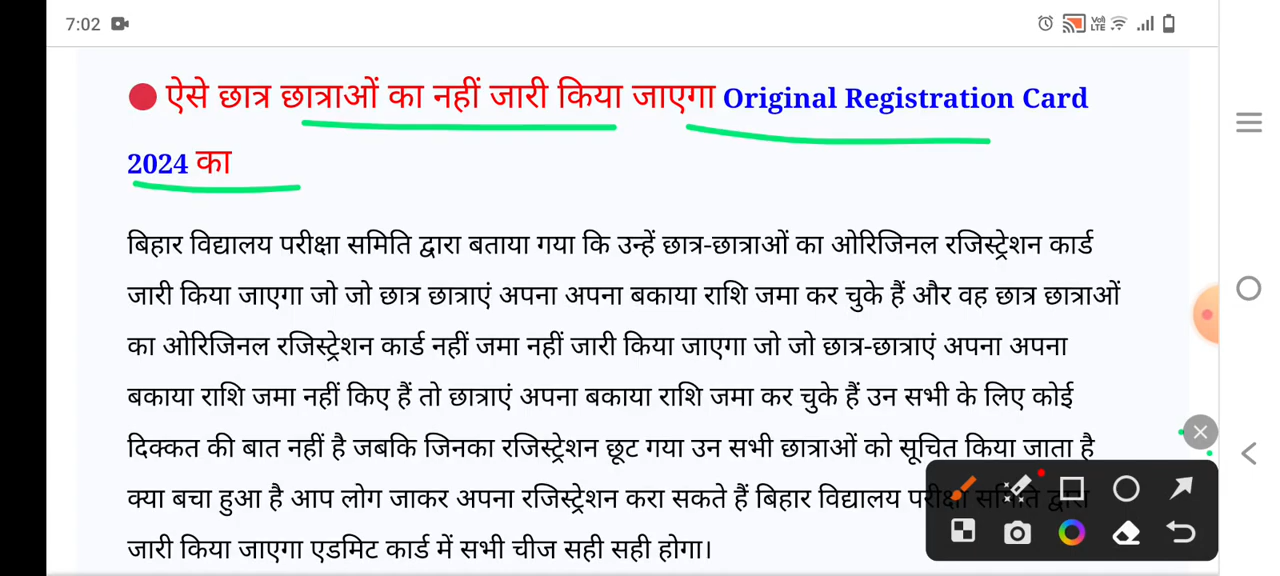 7:02
ऐसे छात्र छात्राओं का नहीं जारी किया जाएगा Original Registration Card
2024 का
बिहार विद्यालय परीक्षा समिति द्वारा बताया गया कि उन्हें छात्र-छात्राओं का ओरिजिनल रजिस्ट्रेशन कार्ड
जारी किया जाएगा जो जो छात्र छात्राएं अपना अपना बकाया राशि जमा कर चुके हैं और वह छात्र छात्राओं
का ओरिजिनल रजिस्ट्रेशन कार्ड नहीं जमा नहीं जारी किया जाएगा जो जो छात्र-छात्राएं अपना अपना
बकाया राशि जमा नहीं किए हैं तो छात्राएं अपना बकाया राशि जमा कर चुके हैं उन सभी के लिए कोई
दिक्कत की बात नहीं है जबकि जिनका रजिस्ट्रेशन छूट गया उन सभी छात्राओं को सूचित किया जाता है
क्या बचा हुआ है आप लोग जाकर अपना रजिस्ट्रेशन करा सकते हैं बिहार विद्यालय परीक्षा समिति द्वारा
जारी किया जाएगा एडमिट कार्ड में सभी चीज सही सही होगा।